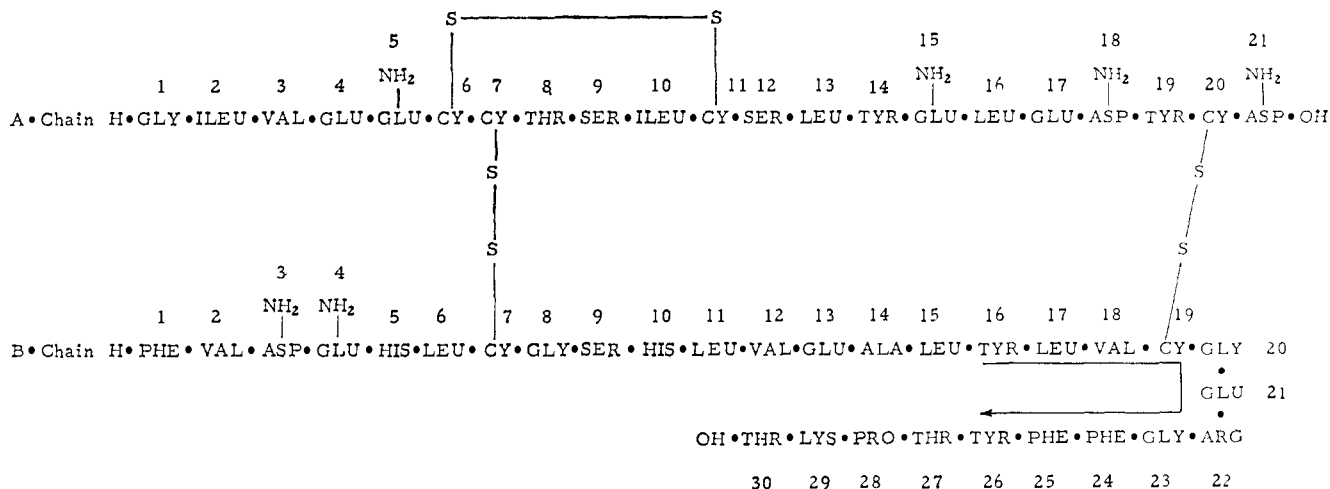 S S
5 15 18 21
NH₂ NH₂ NH₂ NH₂
1 2 3 4 6 7 8 9 10 11 12 13 14 16 17 19 20
A•Chain H•GLY•ILEU•VAL•GLU•GLU•CY•CY•THR•SER•ILEU•CY•SER•LEU•TYR•GLU•LEU•GLU•ASP•TYR•CY•ASP•OH
S S
S S
3 4
NH₂ NH₂
1 2 5 6 7 8 9 10 11 12 13 14 15 16 17 18 19
B•Chain H•PHE•VAL•ASP•GLU•HIS•LEU•CY•GLY•SER•HIS•LEU•VAL•GLU•ALA•LEU•TYR•LEU•VAL•CY•GLY 20
•
GLU 21
•
OH•THR•LYS•PRO•THR•TYR•PHE•PHE•GLY•ARG
30 29 28 27 26 25 24 23 22